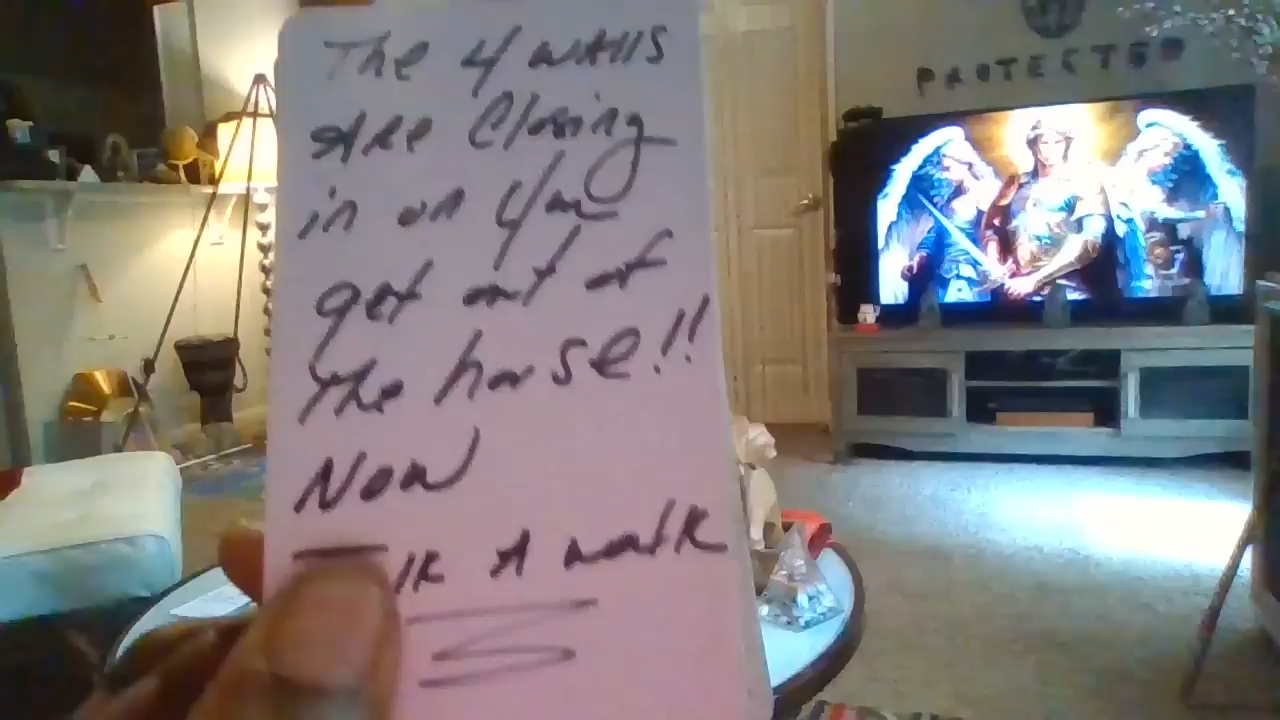 The 4 walls
Are Closing
in on you
get out of
the house!!
Now
A walk
PROTECTED